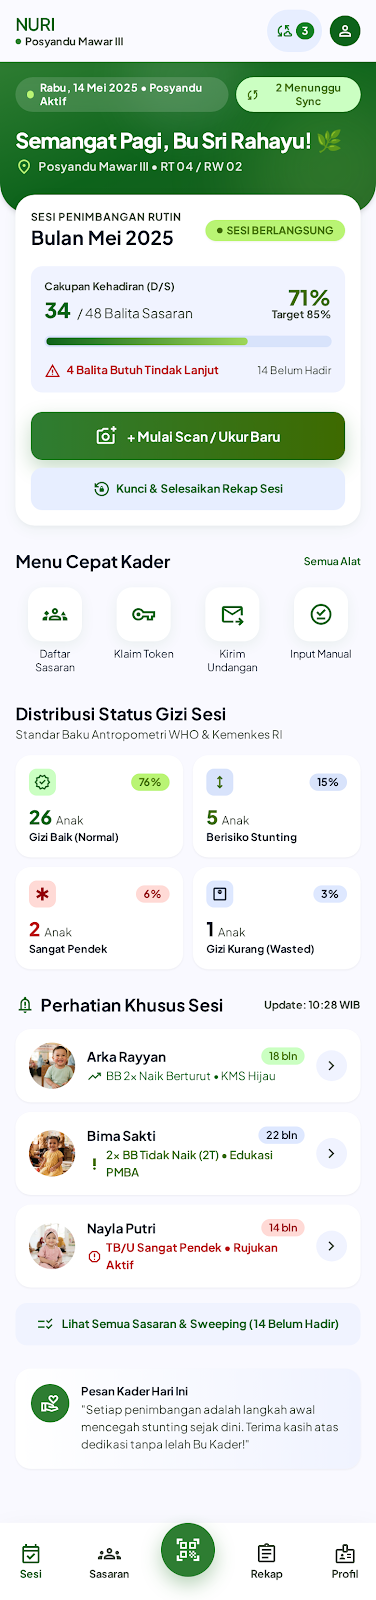 NURI
Posyandu Mawar III
3
Rabu, 14 Mei 2025 • Posyandu
Aktif
2 Menunggu
Sync
Semangat Pagi, Bu Sri Rahayu! 🌿
Posyandu Mawar III • RT 04 / RW 02
SESI PENIMBANGAN RUTIN
Bulan Mei 2025
SESI BERLANGSUNG
Cakupan Kehadiran (D/S)
34 / 48 Balita Sasaran
71%
Target 85%
4 Balita Butuh Tindak Lanjut
14 Belum Hadir
+ Mulai Scan / Ukur Baru
Kunci & Selesaikan Rekap Sesi
Menu Cepat Kader
Semua Alat
Daftar
Sasaran
Klaim Token
Kirim
Undangan
Input Manual
Distribusi Status Gizi Sesi
Standar Baku Antropometri WHO & Kemenkes RI
76%
26 Anak
Gizi Baik (Normal)
15%
5 Anak
Berisiko Stunting
6%
2 Anak
Sangat Pendek
3%
1 Anak
Gizi Kurang (Wasted)
Perhatian Khusus Sesi
Update: 10:28 WIB
Arka Rayyan
18 bln
BB 2x Naik Berturut • KMS Hijau
Bima Sakti
22 bln
2x BB Tidak Naik (2T) • Edukasi
PMBA
Nayla Putri
14 bln
TB/U Sangat Pendek • Rujukan
Aktif
Lihat Semua Sasaran & Sweeping (14 Belum Hadir)
Pesan Kader Hari Ini
"Setiap penimbangan adalah langkah awal
mencegah stunting sejak dini. Terima kasih atas
dedikasi tanpa lelah Bu Kader!"
Sesi
Sasaran
Rekap
Profil